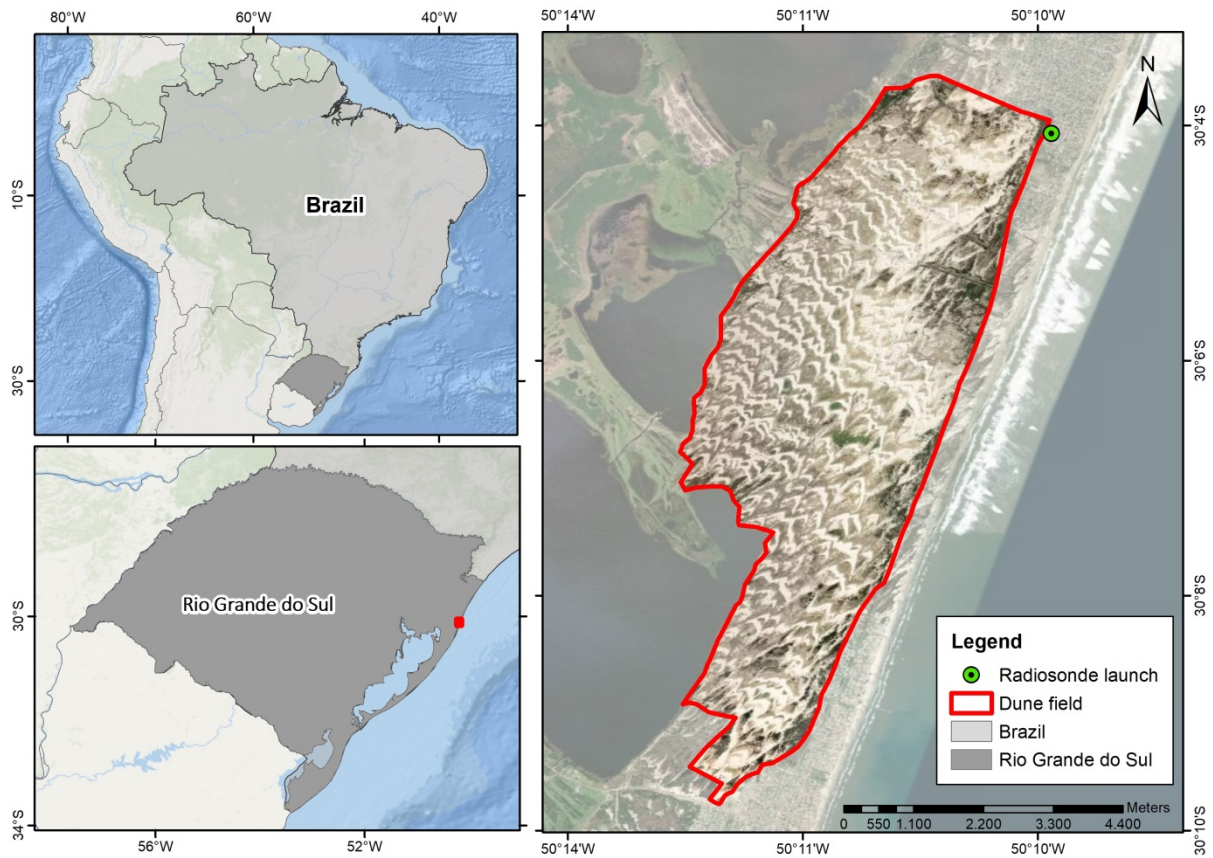 80°W 60°W 40°W
10°S
30°S
Brazil
30°S
34°S
56°W 52°W
Rio Grande do Sul
50°14'W 50°11'W 50°10'W
N
30°4'S
30°6'S
30°8'S
30°10'S
Legend
Radiosonde launch
Dune field
Brazil
Rio Grande do Sul
Meters
0 550 1.100 2.200 3.300 4.400
50°14'W 50°11'W 50°10'W